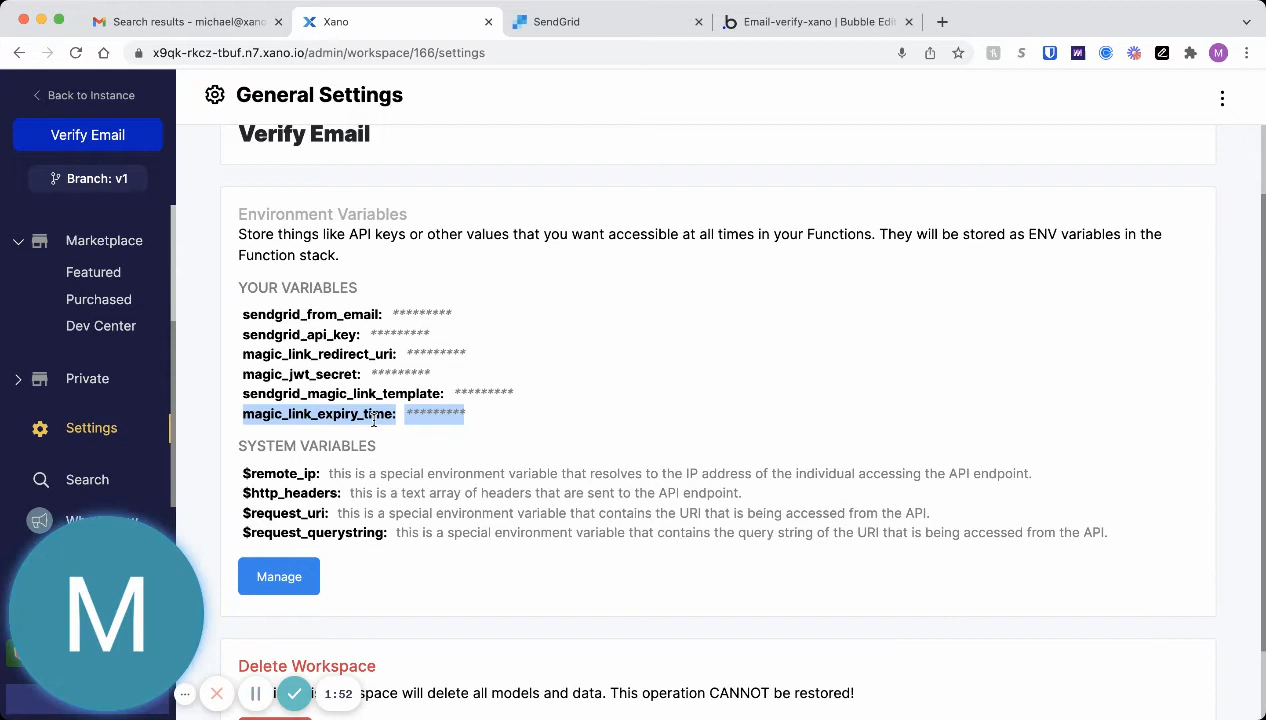 Search results - michael@xano
Xano
SendGrid
Email-verify-xano | Bubble Edi
x9qk-rkcz-tbuf.n7.xano.io/admin/workspace/166/settings
M
Back to Instance
General Settings
Verify Email
Verify Email
Branch: v1
Marketplace
Featured
Purchased
Dev Center
Private
Settings
Search
Environment Variables
Store things like API keys or other values that you want accessible at all times in your Functions. They will be stored as ENV variables in the
Function stack.
YOUR VARIABLES
sendgrid_from_email: *********
sendgrid_api_key: *********
magic_link_redirect_uri: *********
magic_jwt_secret: *********
sendgrid_magic_link_template: *********
magic_link_expiry_time: *********
SYSTEM VARIABLES
$remote_ip: this is a special environment variable that resolves to the IP address of the individual accessing the API endpoint.
$http_headers: this is a text array of headers that are sent to the API endpoint.
$request_uri: this is a special environment variable that contains the URI that is being accessed from the API.
$request_querystring: this is a special environment variable that contains the query string of the URI that is being accessed from the API.
Manage
M
Delete Workspace
space will delete all models and data. This operation CANNOT be restored!
1:52